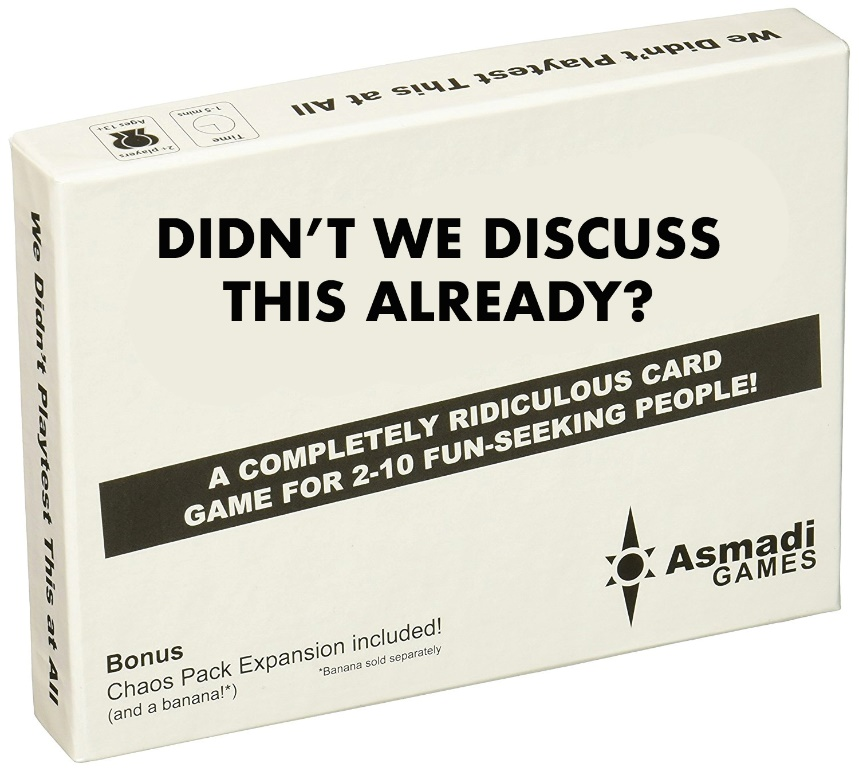 We Didn't Playtest This at All
Time
1-5 mins
2+ players
Ages 13+
We Didn't Playtest This at All
DIDN'T WE DISCUSS
THIS ALREADY?
A COMPLETELY RIDICULOUS CARD
GAME FOR 2-10 FUN-SEEKING PEOPLE!
Asmadi
GAMES
Bonus
Chaos Pack Expansion included!
(and a banana!*)
*Banana sold separately